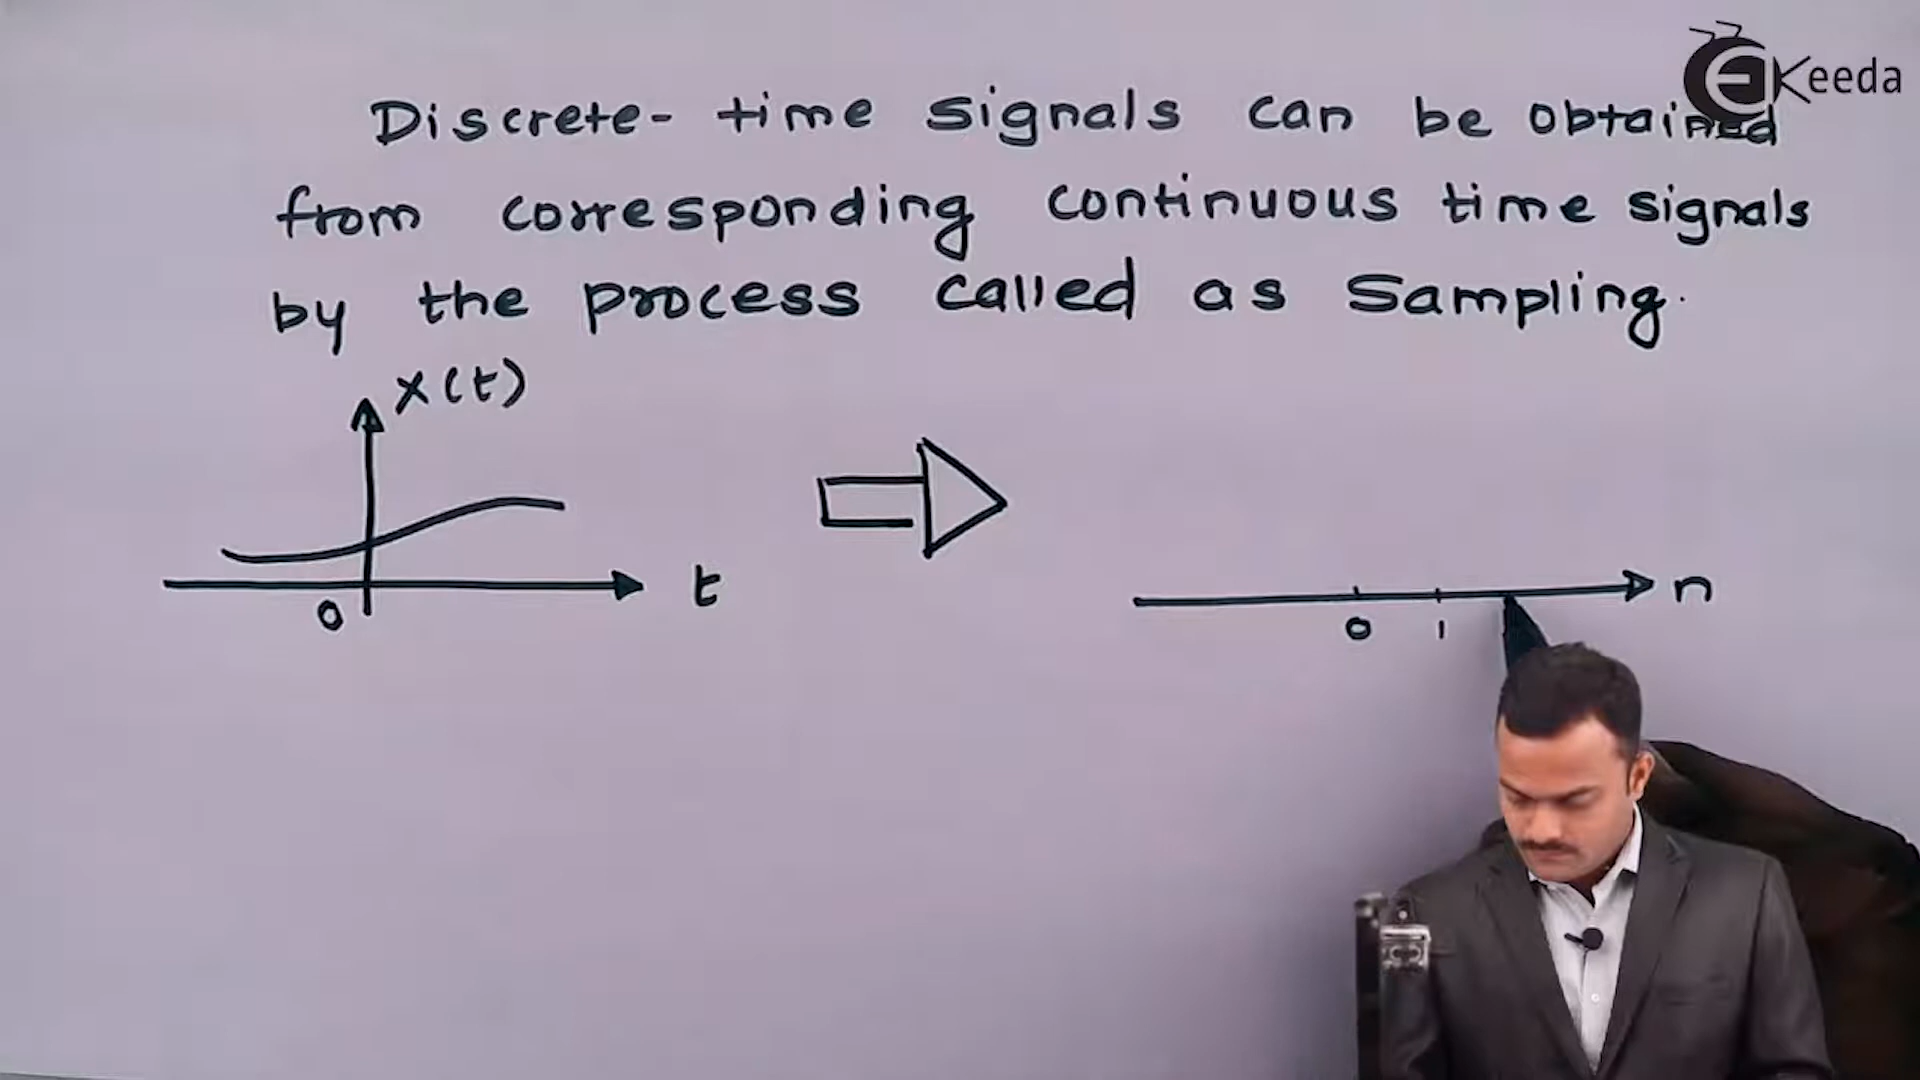 EKeeda
Discrete-time signals can be obtained
from corresponding continuous time signals
by the process called as Sampling.
x(t)
0
t
0 1
n